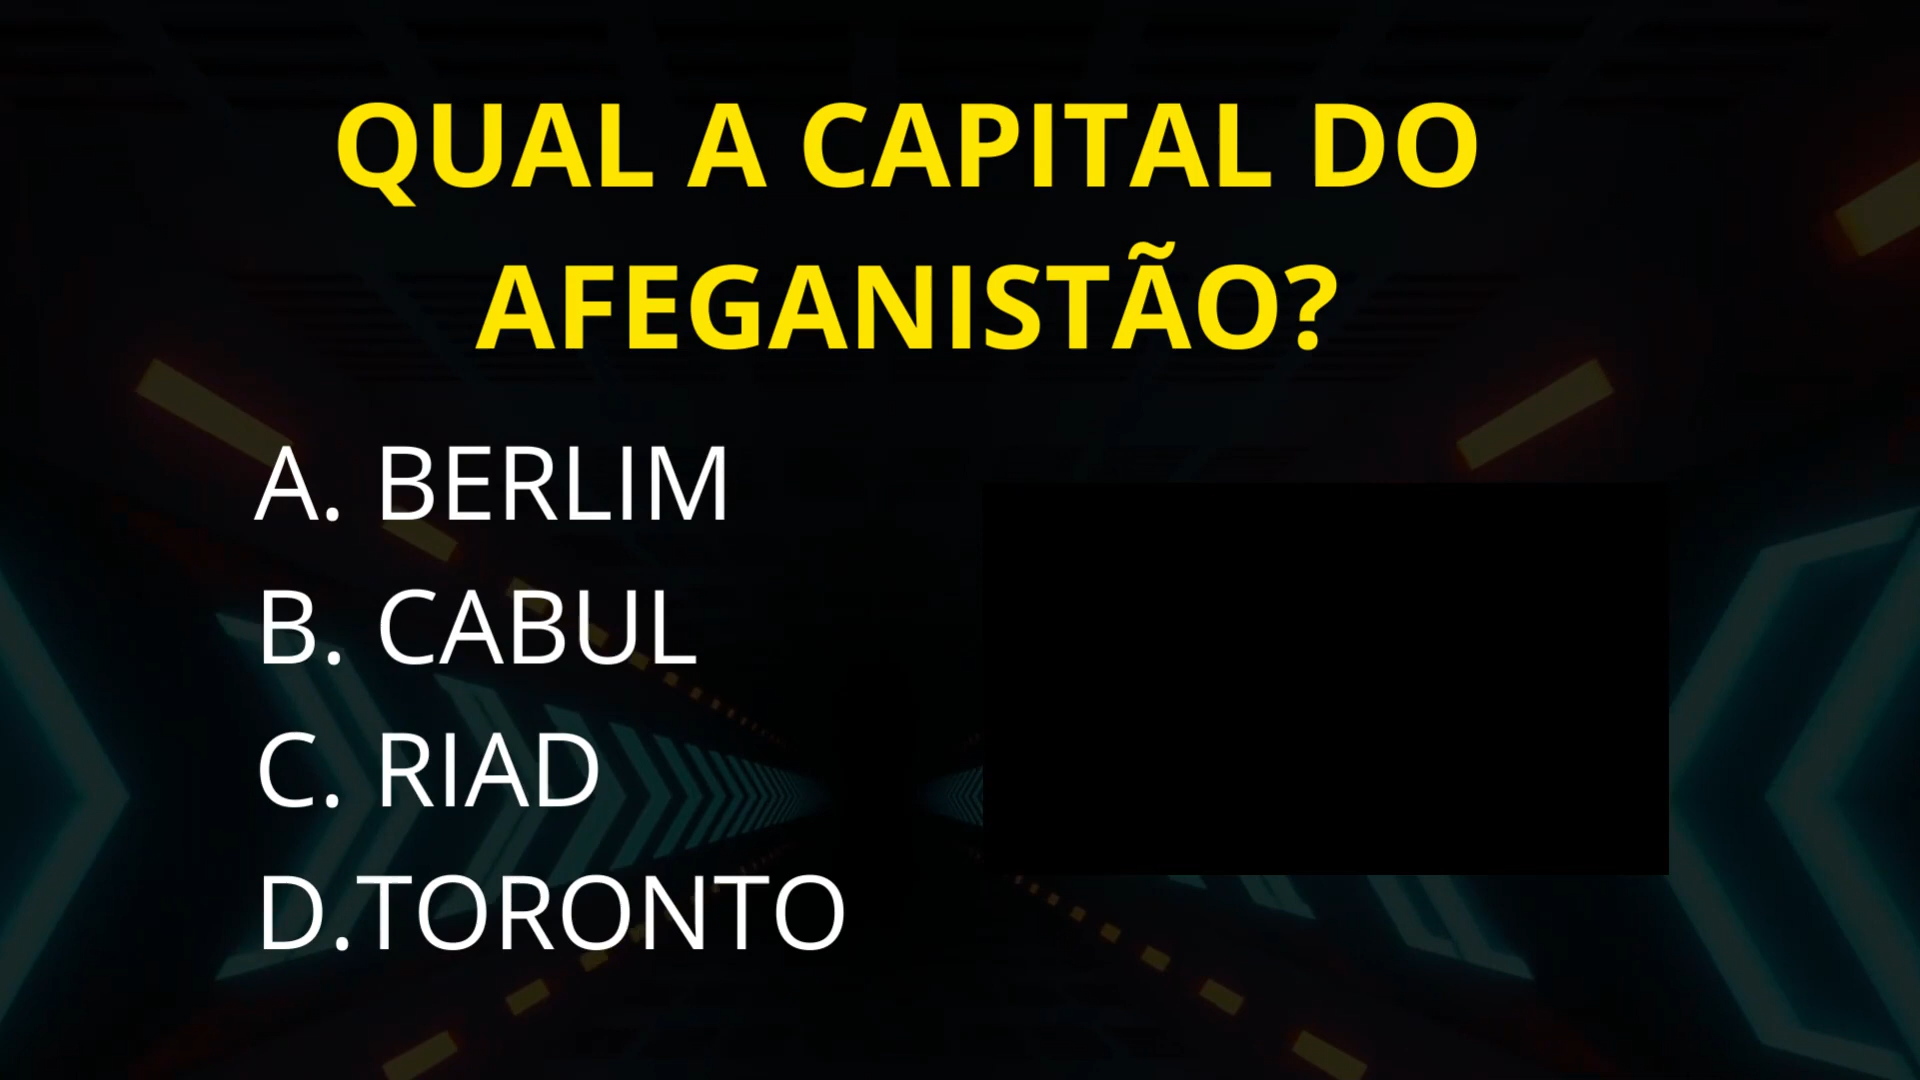 QUAL A CAPITAL DO
AFEGANISTÃO?
A. BERLIM
B. CABUL
C. RIAD
D.TORONTO